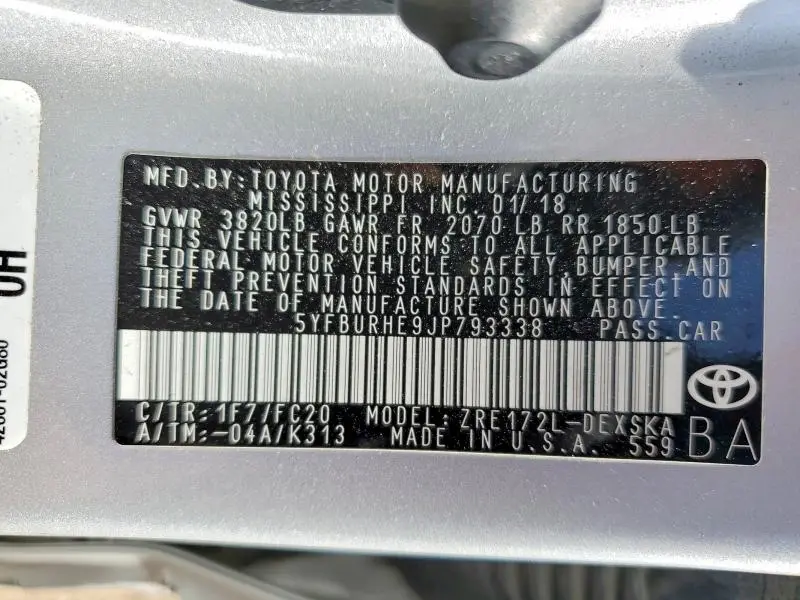 MFD.BY:TOYOTA MOTOR MANUFACTURING
MISSISSIPPI INC 01/18
GVWR 3820LB GAWR FR 2070 LB RR 1850 LB
THIS VEHICLE CONFORMS TO ALL APPLICABLE
FEDERAL MOTOR VEHICLE SAFETY, BUMPER AND
THEFT PREVENTION STANDARDS IN EFFECT ON
THE DATE OF MANUFACTURE SHOWN ABOVE.
5YFBURHE9JP793338 PASS.CAR
C/TR:1F7/FC20 MODEL: ZRE172L-DEXSKA
A/TM:-04A/K313 MADE IN U.S.A. 559
BA